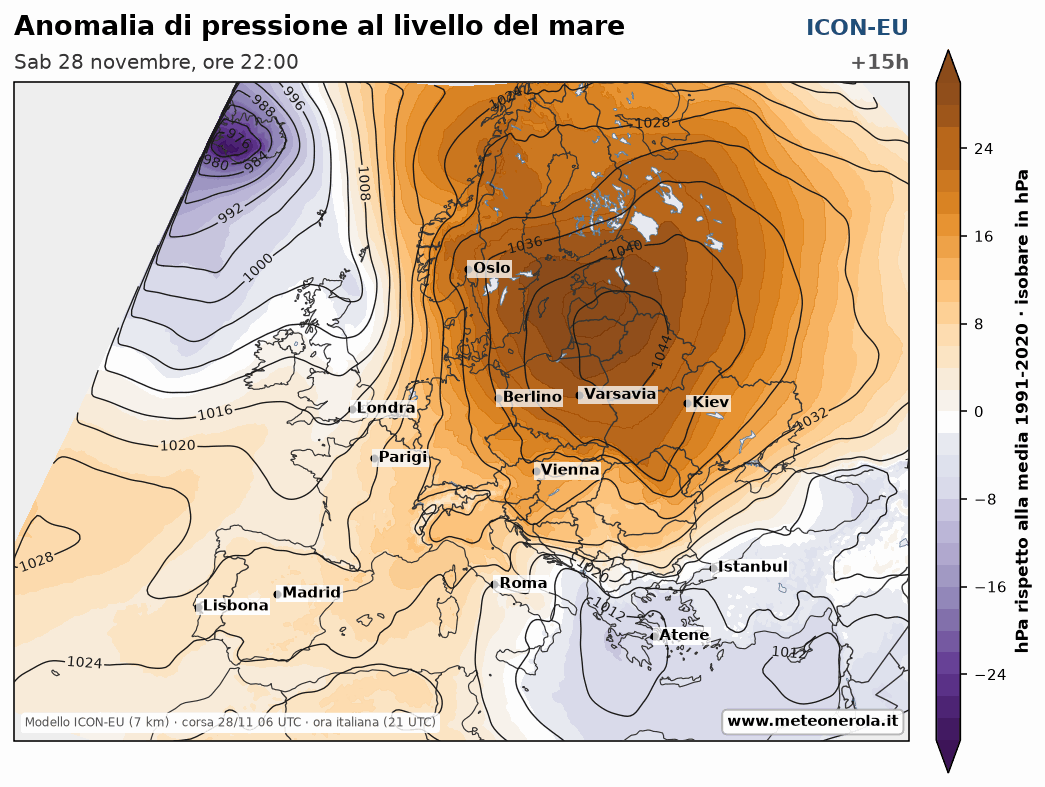 Anomalia di pressione al livello del mare
ICON-EU
Sab 28 novembre, ore 22:00
+15h
996
988
976
980
984
992
1000
1008
1028
1036
1040
1044
1016
1020
1028
1032
1024
1020
1012
1012
Oslo
Londra
Berlino
Varsavia
Kiev
Parigi
Vienna
Roma
Istanbul
Madrid
Lisbona
Atene
24
16
8
0
−8
−16
−24
hPa rispetto alla media 1991-2020 · isobare in hPa
Modello ICON-EU (7 km) · corsa 28/11 06 UTC · ora italiana (21 UTC)
www.meteonerola.it